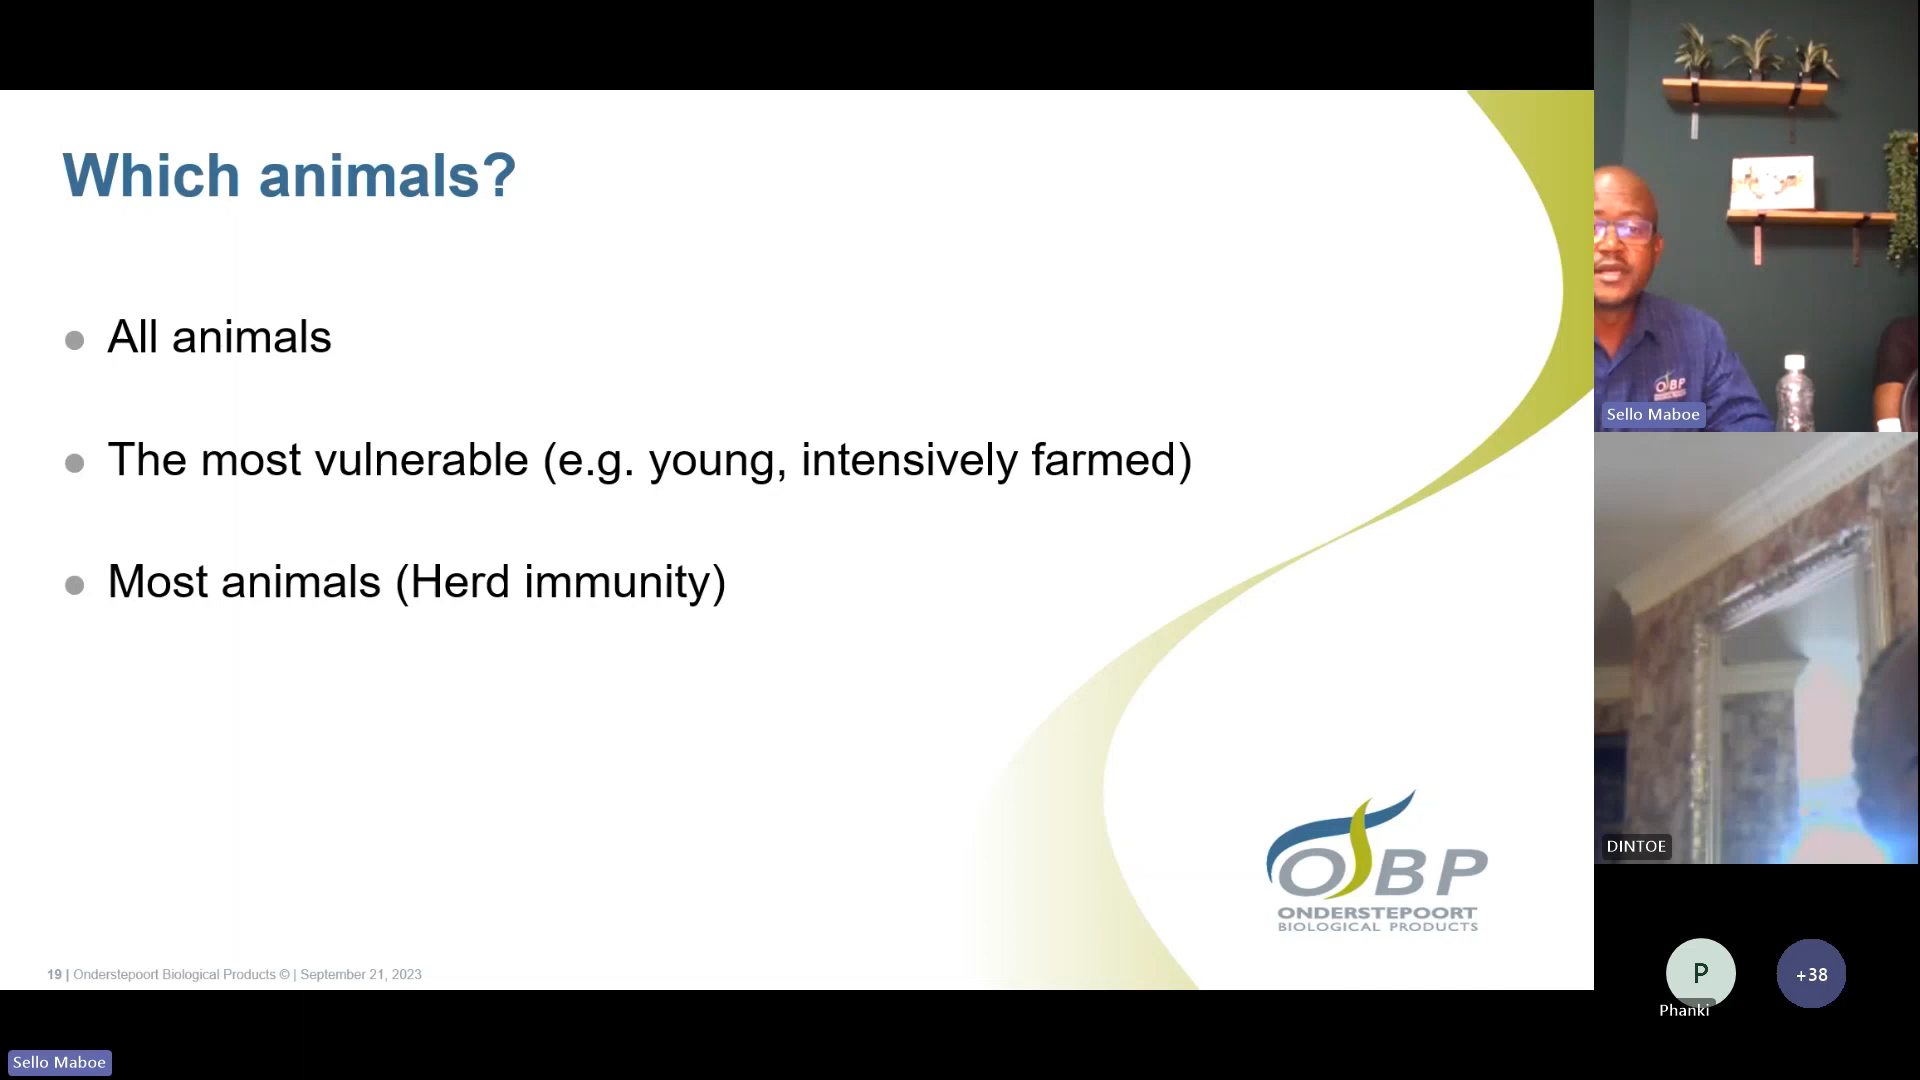 Which animals?
All animals
The most vulnerable (e.g. young, intensively farmed)
Most animals (Herd immunity)
OBP
ONDERSTEPOORT
BIOLOGICAL PRODUCTS
19 | Onderstepoort Biological Products © | September 21, 2023
Sello Maboe
OBP
Sello Maboe
DINTOE
P
Phanki
+38